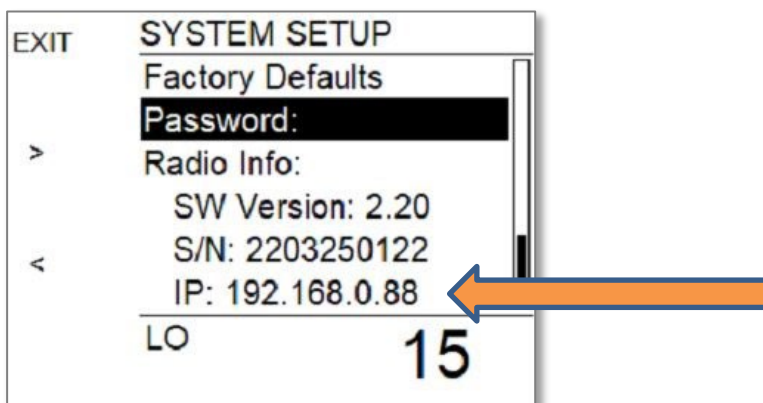 EXIT
SYSTEM SETUP
Factory Defaults
Password:
>
Radio Info:
SW Version: 2.20
S/N: 2203250122
<
IP: 192.168.0.88
LO
15